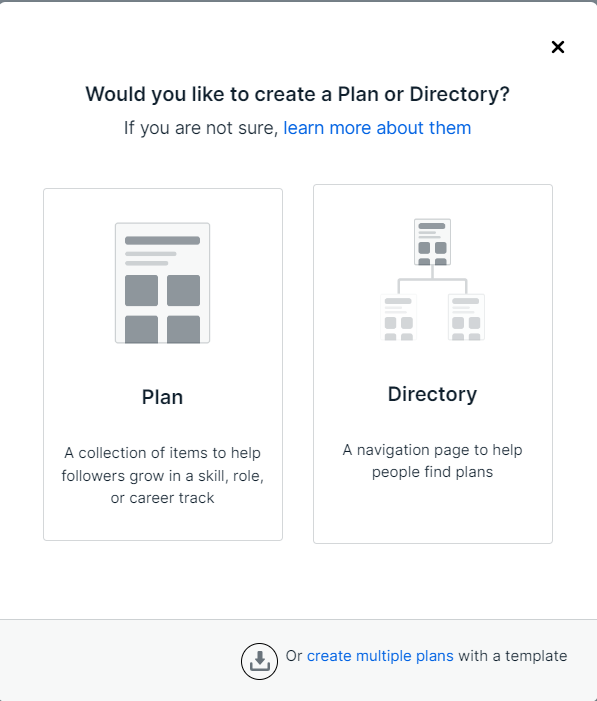 Would you like to create a Plan or Directory?
If you are not sure, learn more about them
Plan
A collection of items to help
followers grow in a skill, role,
or career track
Directory
A navigation page to help
people find plans
Or create multiple plans with a template